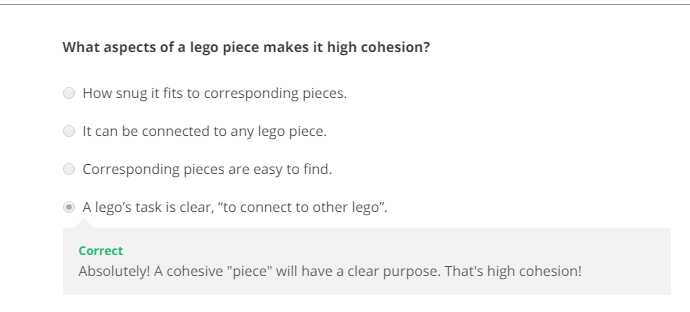 What aspects of a lego piece makes it high cohesion?
How snug it fits to corresponding pieces.
It can be connected to any lego piece.
Corresponding pieces are easy to find.
A lego's task is clear, “to connect to other lego”.
Correct
Absolutely! A cohesive "piece" will have a clear purpose. That's high cohesion!